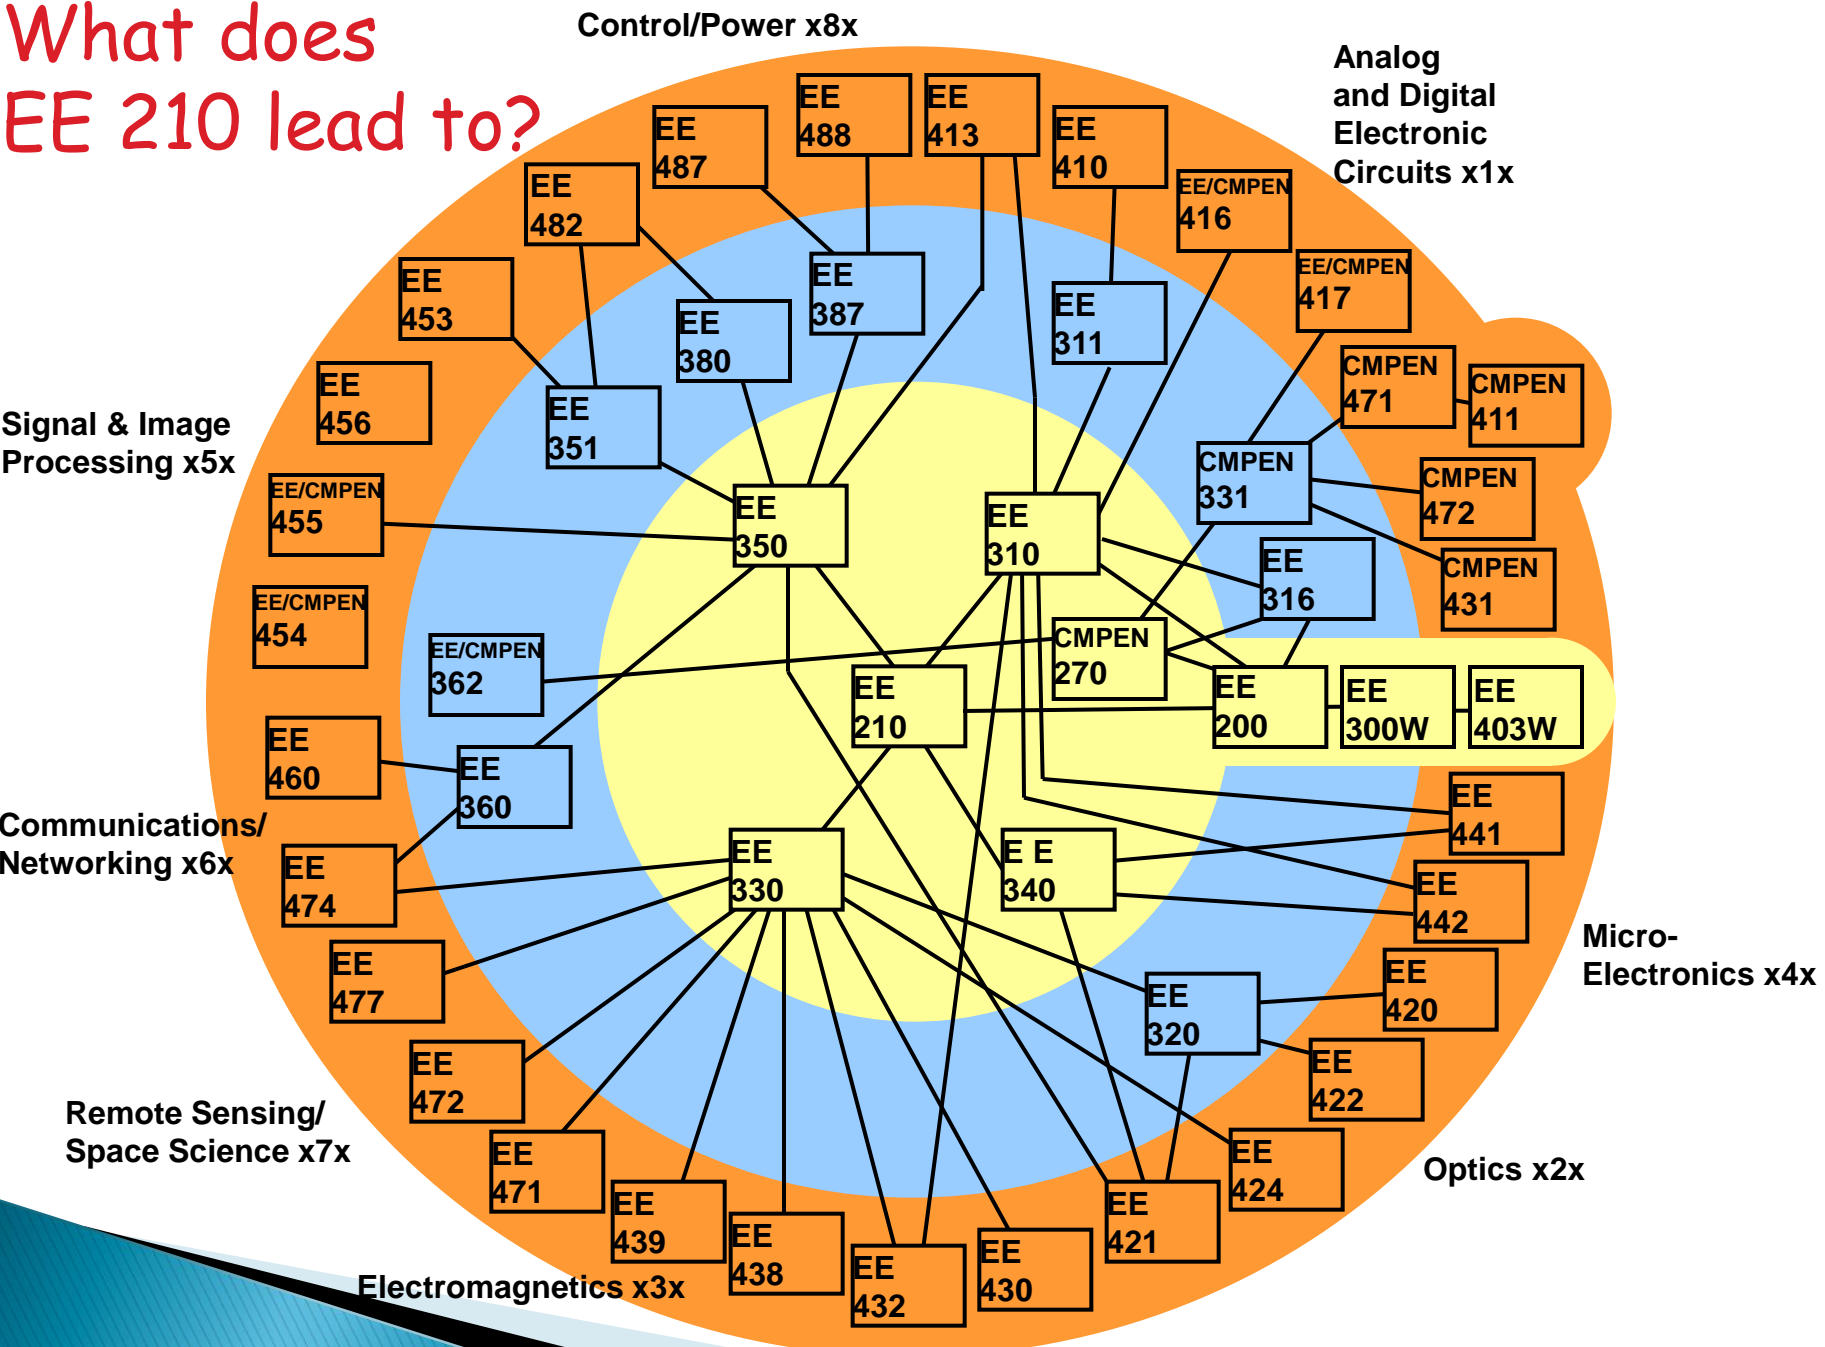 What does
EE 210 lead to?
Control/Power x8x
Analog
and Digital
Electronic
Circuits x1x
EE
488
EE
413
EE
487
EE
410
EE
482
EE/CMPEN
416
EE
453
EE
387
EE/CMPEN
417
EE
311
EE
380
CMPEN
471
CMPEN
411
EE
456
EE
351
Signal & Image
Processing x5x
CMPEN
331
CMPEN
472
EE/CMPEN
455
EE
350
EE
310
EE
316
CMPEN
431
EE/CMPEN
454
EE/CMPEN
362
CMPEN
270
EE
210
EE
200
EE
300W
EE
403W
EE
460
EE
360
EE
441
Communications/
Networking x6x
EE
474
EE
330
E E
340
EE
442
Micro-
Electronics x4x
EE
477
EE
320
EE
420
EE
472
EE
422
Remote Sensing/
Space Science x7x
EE
471
EE
424
Optics x2x
EE
439
EE
421
EE
438
EE
432
EE
430
Electromagnetics x3x